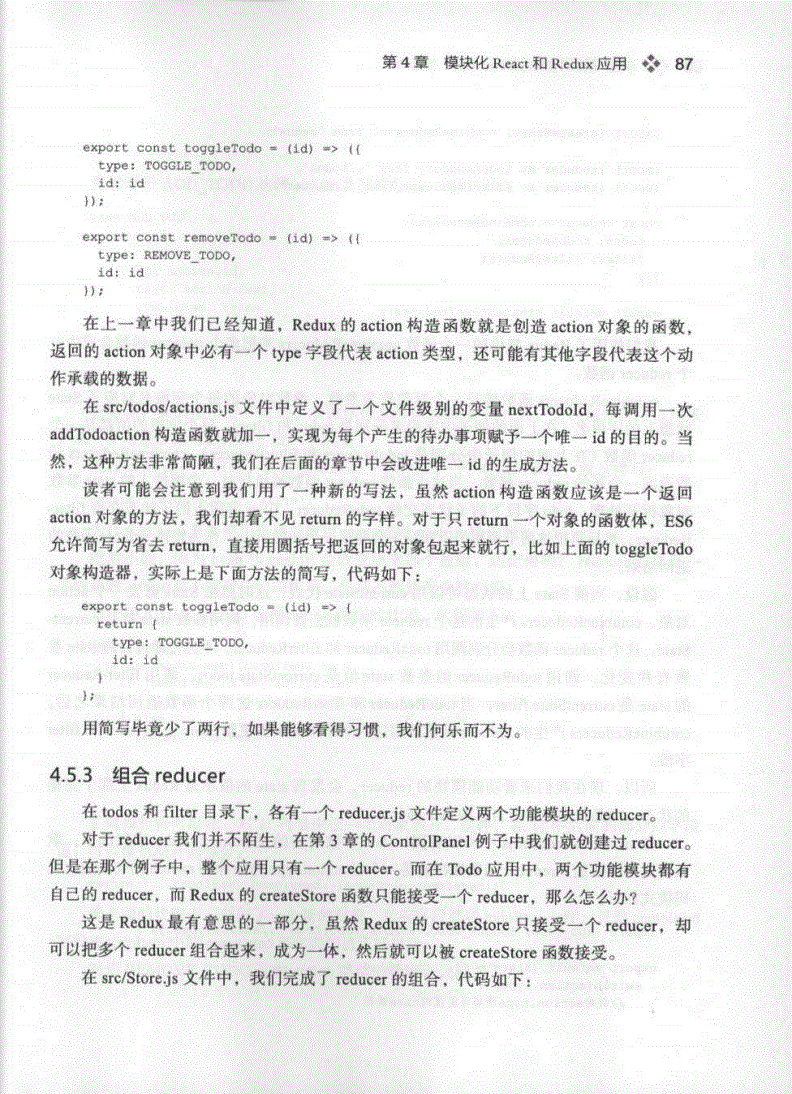 第 4 章 模块化 React 和 Redux 应用 87
export const toggleTodo = (id) => ({
  type: TOGGLE_TODO,
  id: id
});
export const removeTodo = (id) => ({
  type: REMOVE_TODO,
  id: id
});
在上一章中我们已经知道，Redux 的 action 构造函数就是创造 action 对象的函数，
返回的 action 对象中必有一个 type 字段代表 action 类型，还可能有其他字段代表这个动
作承载的数据。
在 src/todos/actions.js 文件中定义了一个文件级别的变量 nextTodoId，每调用一次
addTodoaction 构造函数就加一，实现为每个产生的待办事项赋予一个唯一 id 的目的。当
然，这种方法非常简陋，我们在后面的章节中会改进唯一 id 的生成方法。
读者可能会注意到我们用了一种新的写法，虽然 action 构造函数应该是一个返回
action 对象的方法，我们却看不见 return 的字样。对于只 return 一个对象的函数体，ES6
允许简写为省去 return，直接用圆括号把返回的对象包起来就行，比如上面的 toggleTodo
对象构造器，实际上是下面方法的简写，代码如下：
export const toggleTodo = (id) => {
  return {
    type: TOGGLE_TODO,
    id: id
  }
};
用简写毕竟少了两行，如果能够看得习惯，我们何乐而不为。
4.5.3 组合 reducer
在 todos 和 filter 目录下，各有一个 reducer.js 文件定义两个功能模块的 reducer。
对于 reducer 我们并不陌生，在第 3 章的 ControlPanel 例子中我们就创建过 reducer。
但是在那个例子中，整个应用只有一个 reducer。而在 Todo 应用中，两个功能模块都有
自己的 reducer，而 Redux 的 createStore 函数只能接受一个 reducer，那么怎么办？
这是 Redux 最有意思的一部分，虽然 Redux 的 createStore 只接受一个 reducer，却
可以把多个 reducer 组合起来，成为一体，然后就可以被 createStore 函数接受。
在 src/Store.js 文件中，我们完成了 reducer 的组合，代码如下：